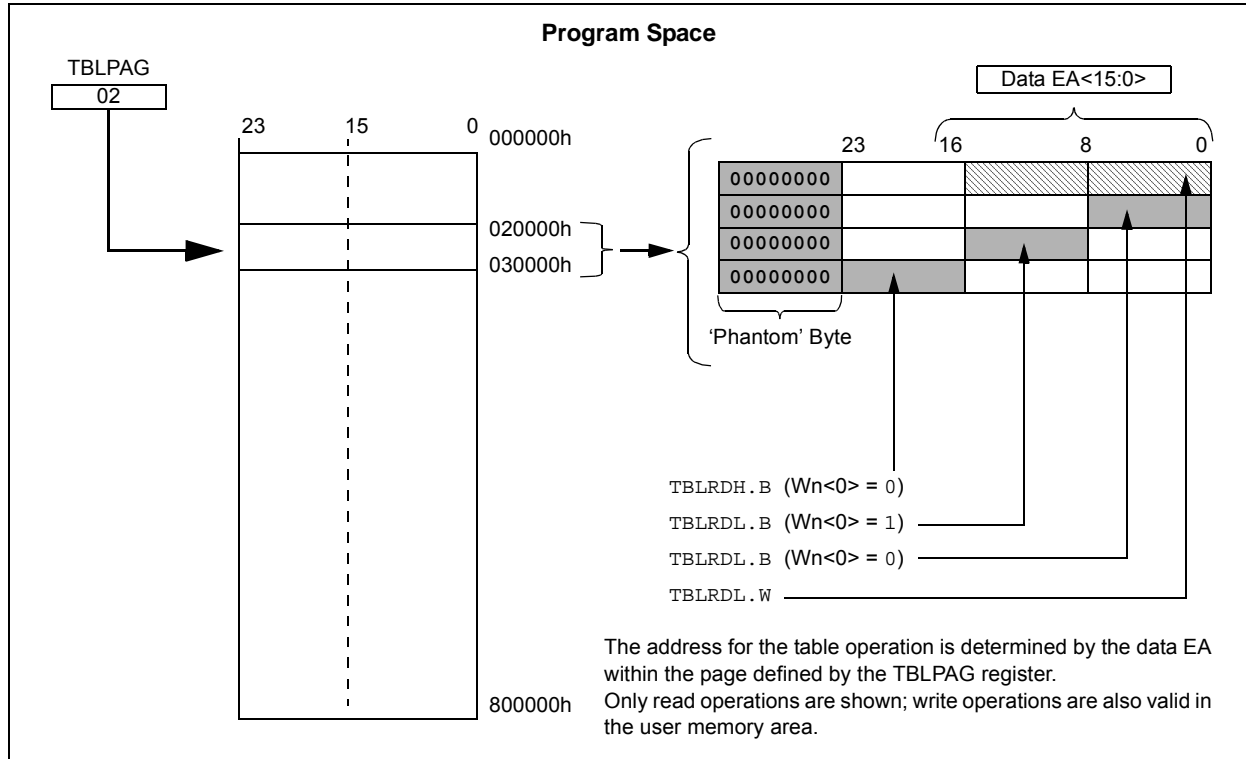 Program Space
TBLPAG
02
23 15 0
000000h
020000h
030000h
800000h
Data EA<15:0>
23 16 8 0
00000000
00000000
00000000
00000000
‘Phantom’ Byte
TBLRDH.B (Wn<0> = 0)
TBLRDL.B (Wn<0> = 1)
TBLRDL.B (Wn<0> = 0)
TBLRDL.W
The address for the table operation is determined by the data EA
within the page defined by the TBLPAG register.
Only read operations are shown; write operations are also valid in
the user memory area.